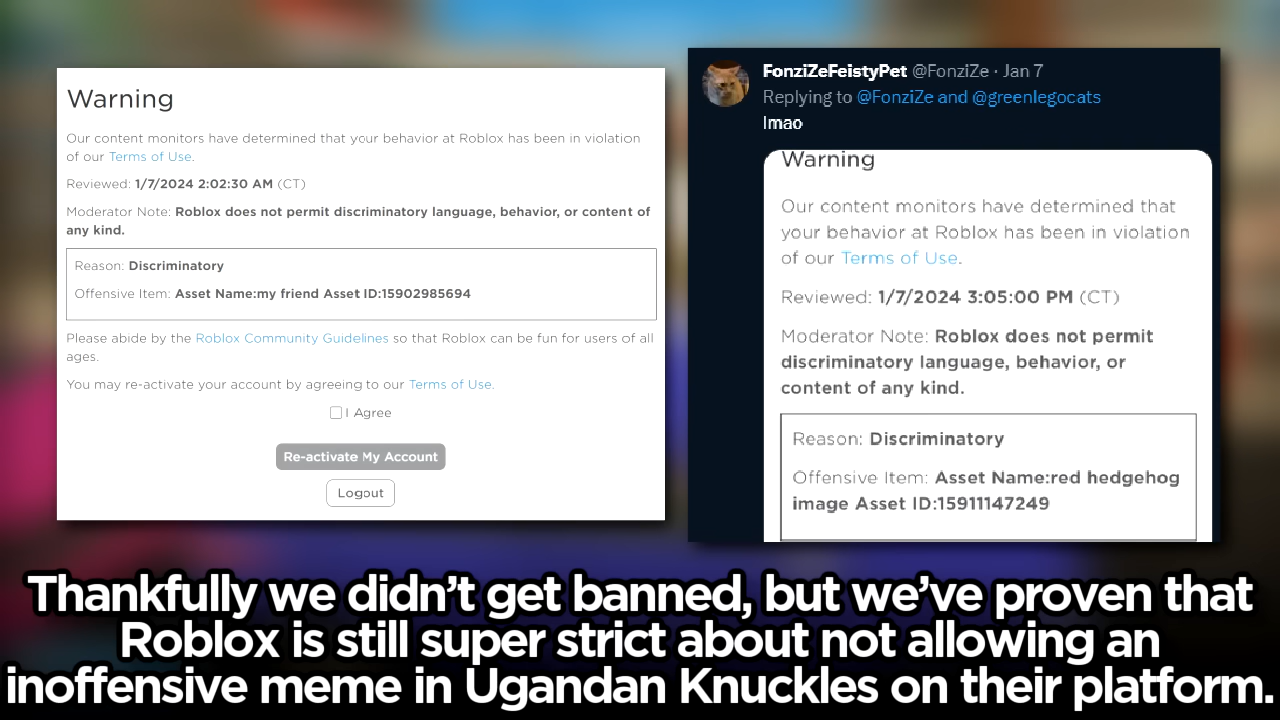 Warning
Our content monitors have determined that your behavior at Roblox has been in violation
of our Terms of Use.
Reviewed: 1/7/2024 2:02:30 AM (CT)
Moderator Note: Roblox does not permit discriminatory language, behavior, or content of
any kind.
Reason: Discriminatory
Offensive Item: Asset Name:my friend Asset ID:15902985694
Please abide by the Roblox Community Guidelines so that Roblox can be fun for users of all
ages.
You may re-activate your account by agreeing to our Terms of Use.
I Agree
Re-activate My Account
Logout
FonziZeFeistyPet @FonziZe · Jan 7
Replying to @FonziZe and @greenlegocats
lmao
Warning
Our content monitors have determined that
your behavior at Roblox has been in violation
of our Terms of Use.
Reviewed: 1/7/2024 3:05:00 PM (CT)
Moderator Note: Roblox does not permit
discriminatory language, behavior, or
content of any kind.
Reason: Discriminatory
Offensive Item: Asset Name:red hedgehog
image Asset ID:15911147249
Thankfully we didn't get banned, but we've proven that
Roblox is still super strict about not allowing an
inoffensive meme in Ugandan Knuckles on their platform.